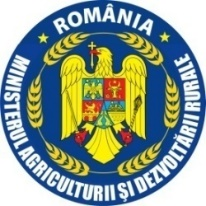 ROMÂNIA
MINISTERUL AGRICULTURII ŞI DEZVOLTĂRII RURALE